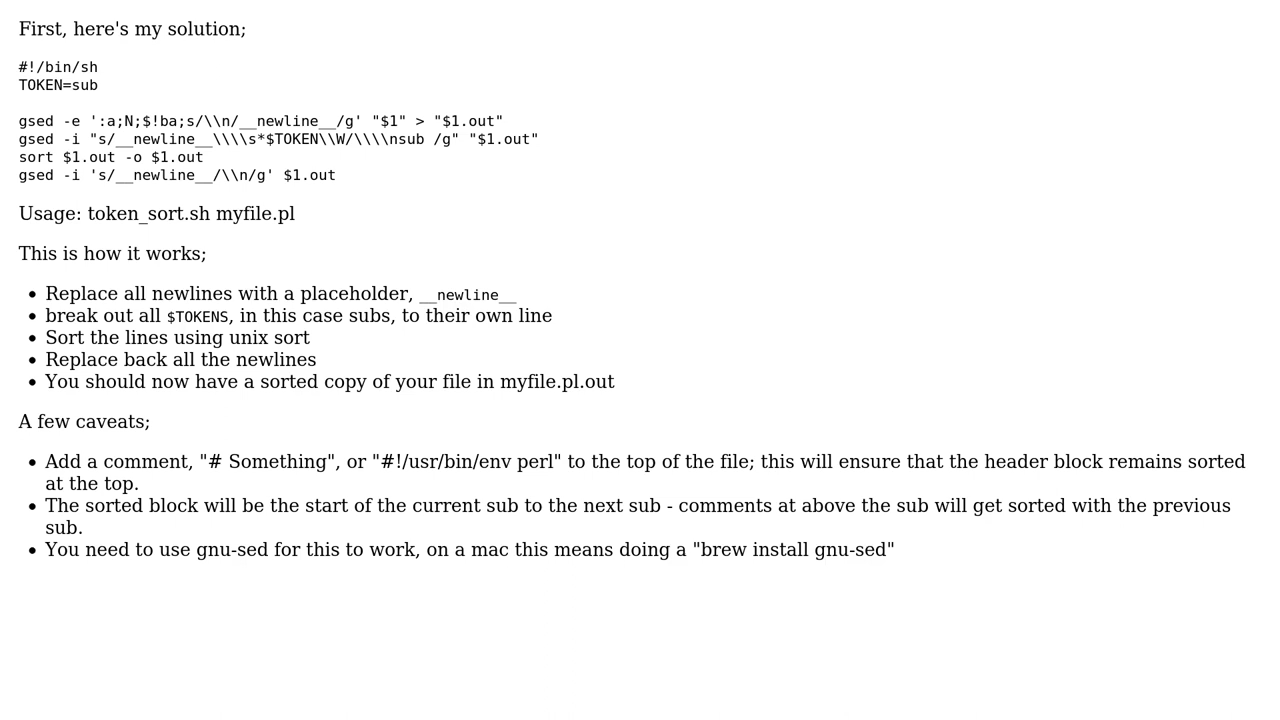 First, here's my solution;
#!/bin/sh
TOKEN=sub
gsed -e ':a;N;$!ba;s/\\n/__newline__/g' "$1" > "$1.out"
gsed -i "s/__newline__\\\\s*$TOKEN\\W/\\\\nsub /g" "$1.out"
sort $1.out -o $1.out
gsed -i 's/__newline__/\\n/g' $1.out
Usage: token_sort.sh myfile.pl
This is how it works;
• Replace all newlines with a placeholder, __newline__
• break out all $TOKENS, in this case subs, to their own line
• Sort the lines using unix sort
• Replace back all the newlines
• You should now have a sorted copy of your file in myfile.pl.out
A few caveats;
• Add a comment, "# Something", or "#!/usr/bin/env perl" to the top of the file; this will ensure that the header block remains sorted
at the top.
• The sorted block will be the start of the current sub to the next sub - comments at above the sub will get sorted with the previous
sub.
• You need to use gnu-sed for this to work, on a mac this means doing a "brew install gnu-sed"